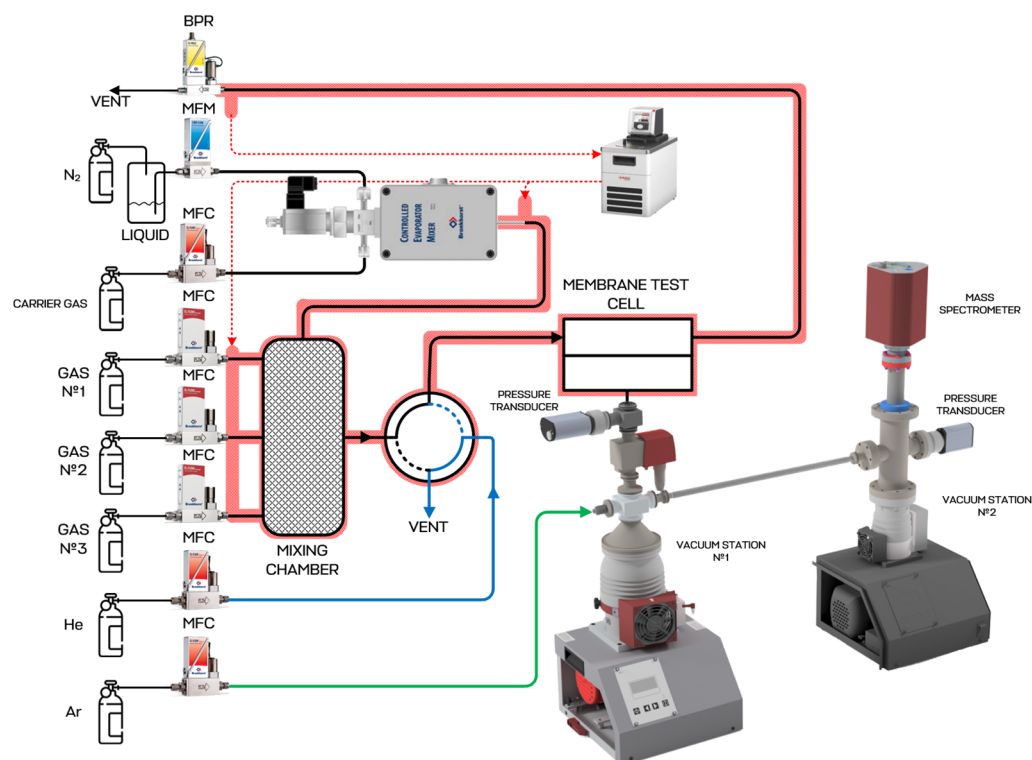 BPR
VENT
MFM
N₂
LIQUID
MFC
CARRIER GAS
MFC
GAS
Nº1
MFC
GAS
Nº2
MFC
GAS
Nº3
MFC
He
MFC
Ar
CONTROLLED
EVAPORATOR
MIXER
Bronkhorst
MIXING
CHAMBER
VENT
MEMBRANE TEST
CELL
PRESSURE
TRANSDUCER
VACUUM STATION
Nº1
MASS
SPECTROMETER
PRESSURE
TRANSDUCER
VACUUM STATION
Nº2